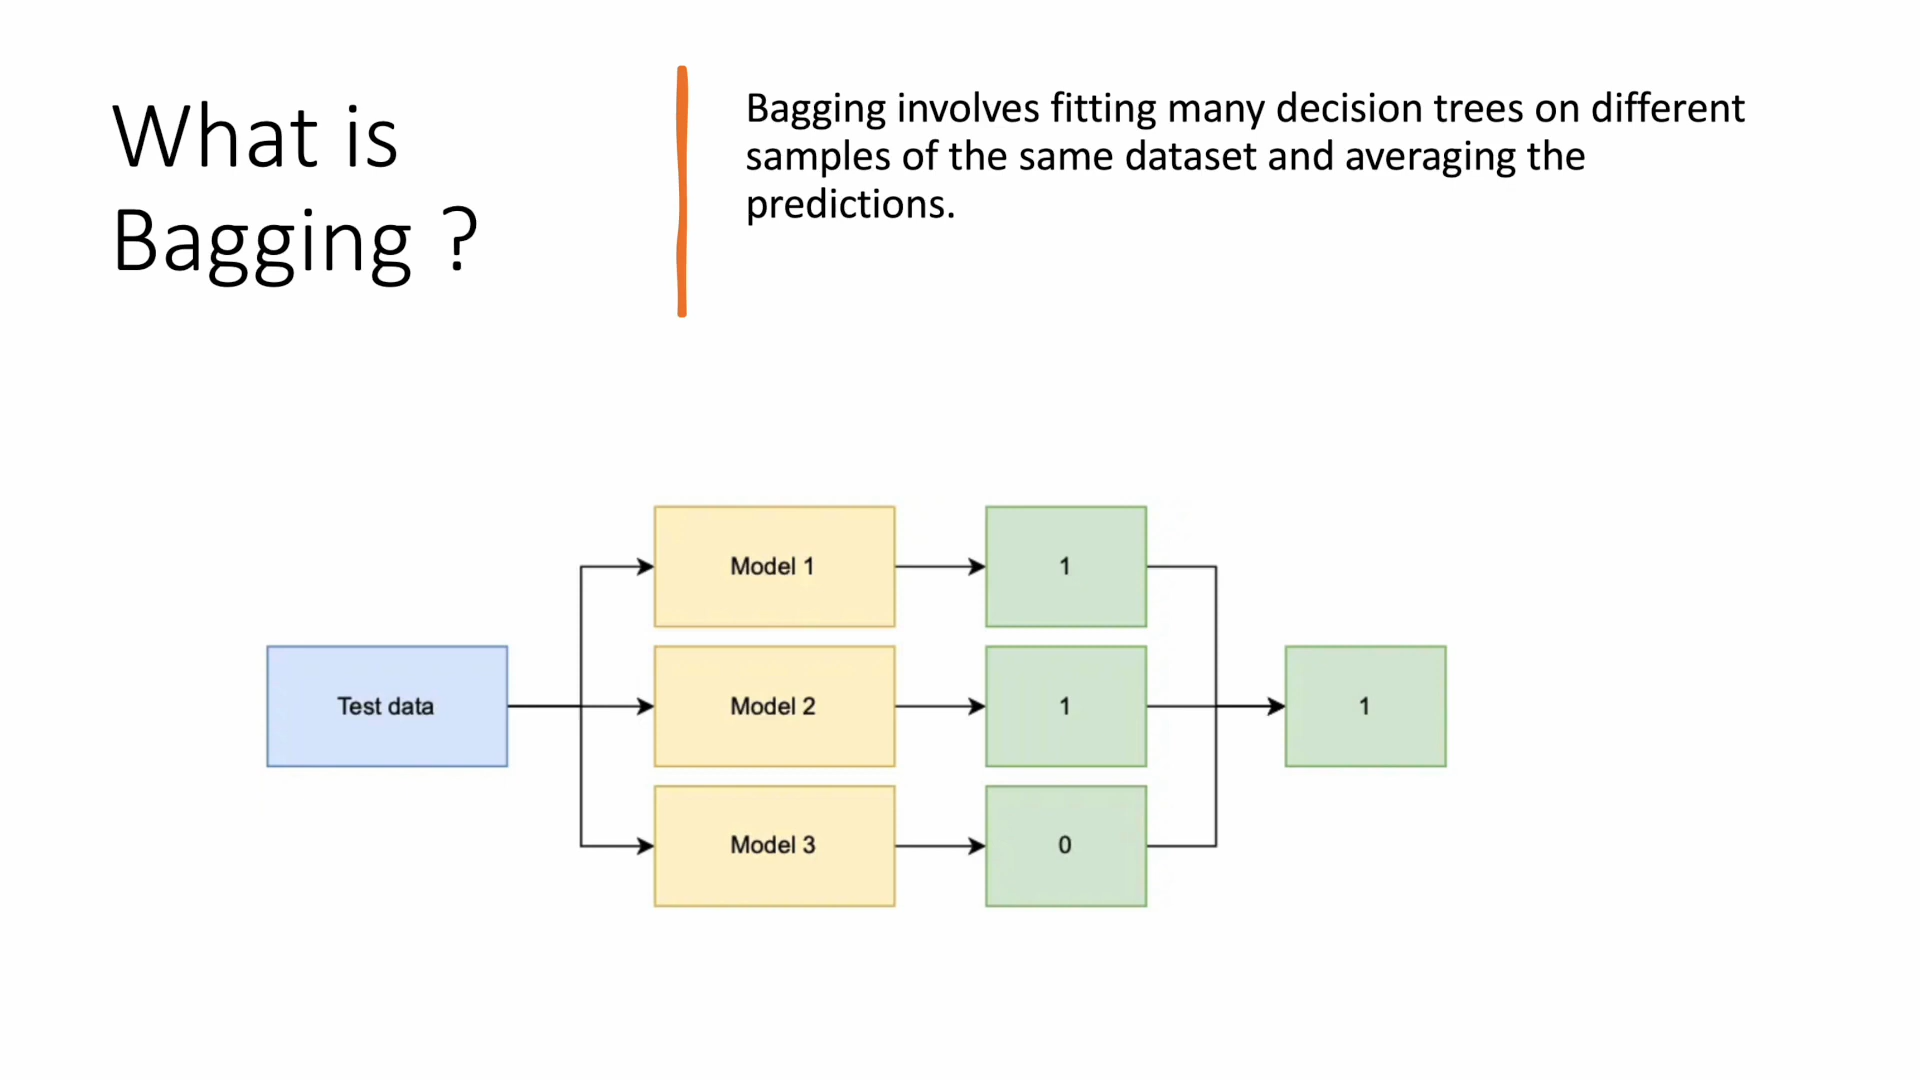 What is
Bagging ?
Bagging involves fitting many decision trees on different
samples of the same dataset and averaging the
predictions.
Model 1
1
Test data
Model 2
1
1
Model 3
0